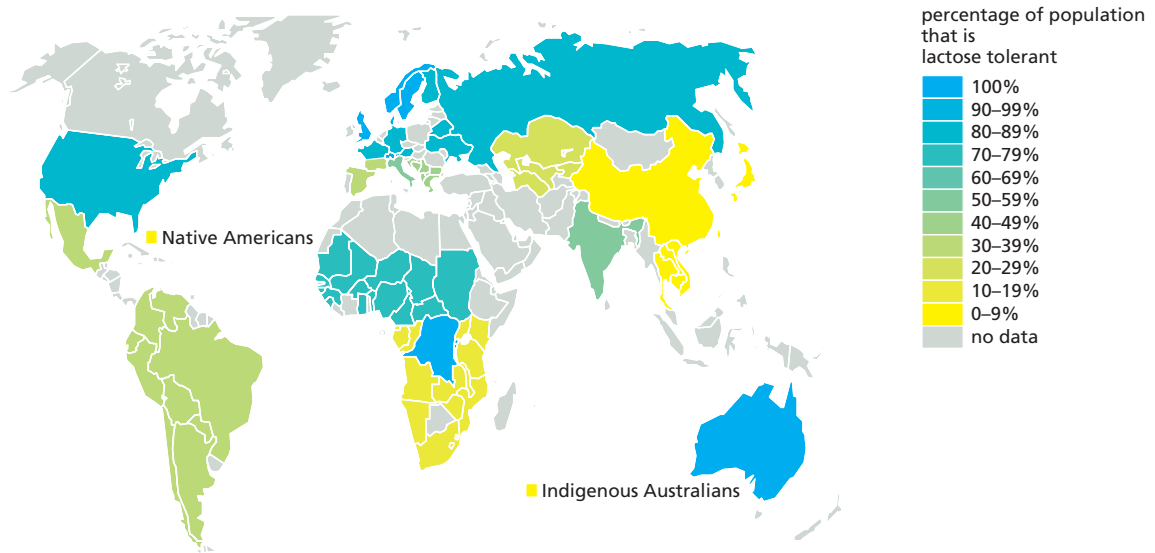 percentage of population
that is
lactose tolerant
100%
90–99%
80–89%
70–79%
60–69%
50–59%
40–49%
30–39%
20–29%
10–19%
0–9%
no data
Native Americans
Indigenous Australians